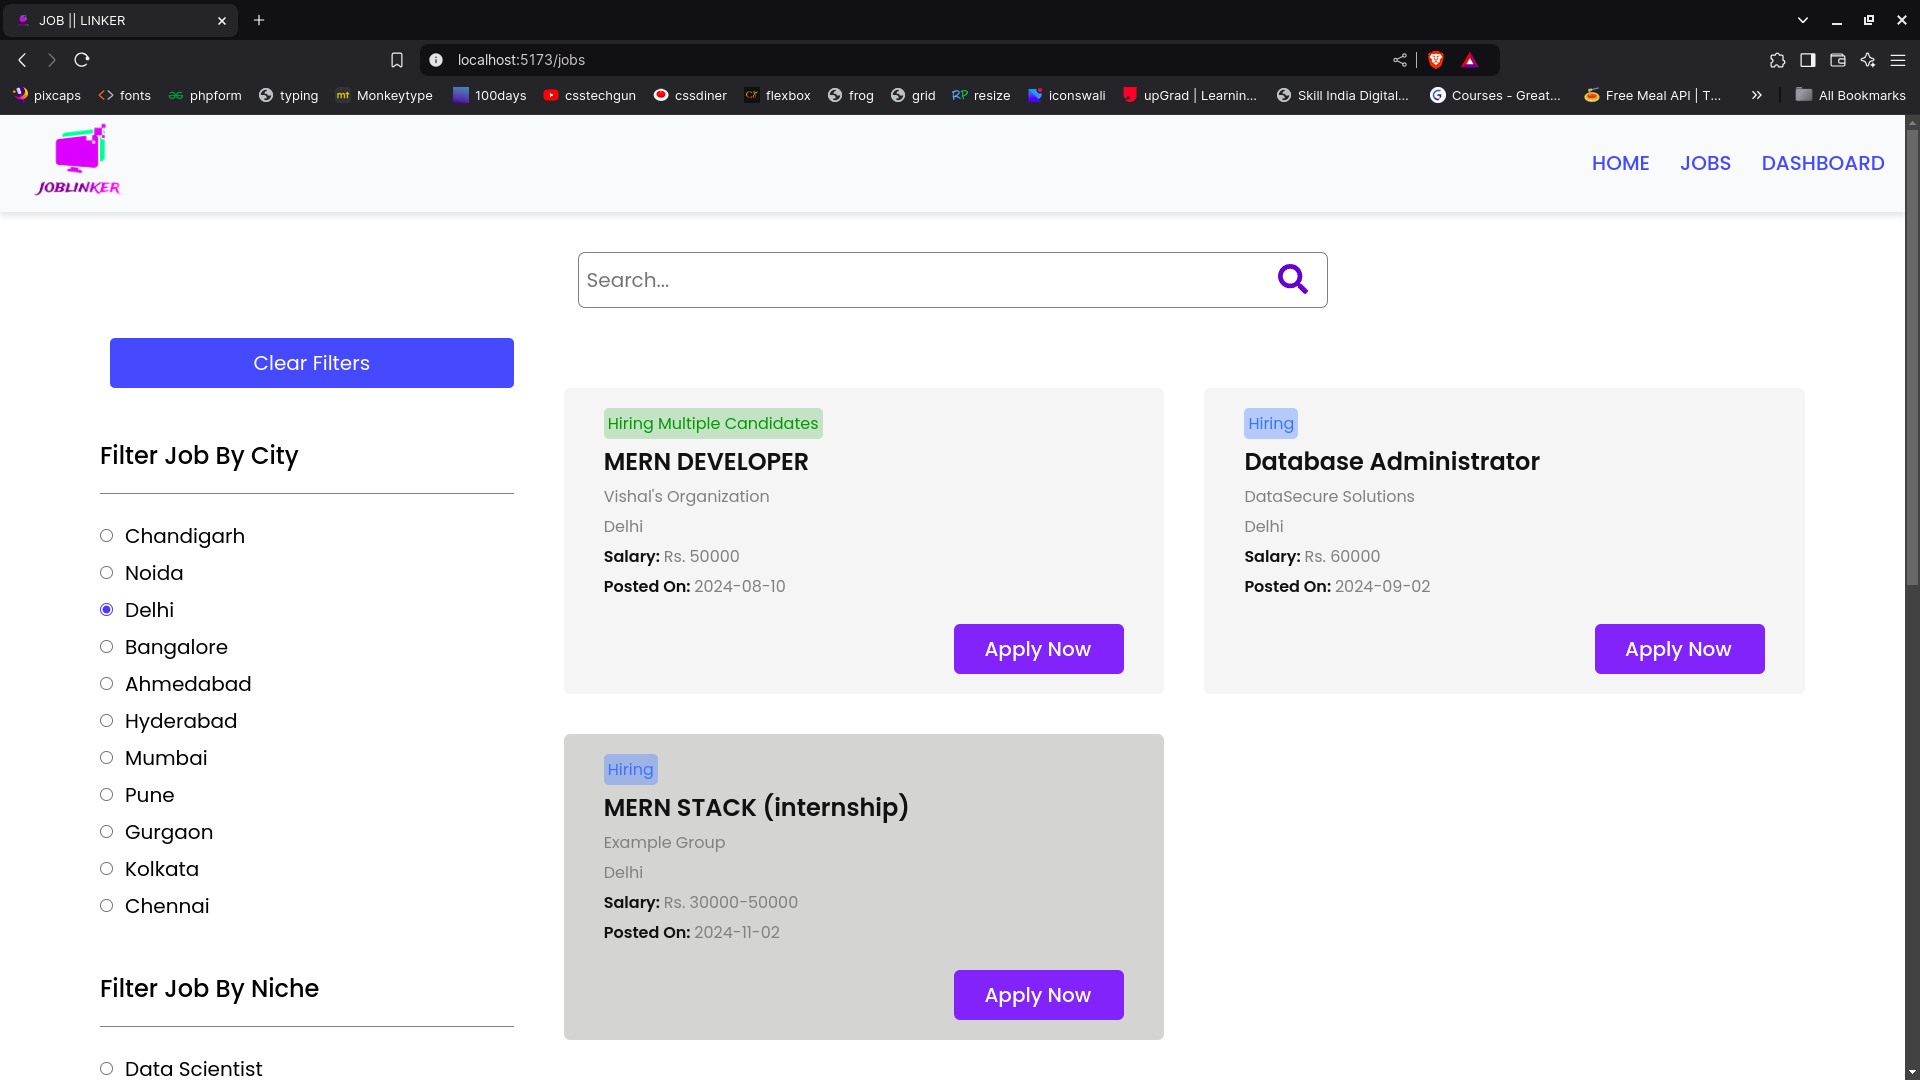 JOB || LINKER
localhost:5173/jobs
pixcaps
fonts
phpform
typing
mt Monkeytype
100days
csstechgun
cssdiner
flexbox
frog
grid
RP resize
iconswali
upGrad | Learnin...
Skill India Digital...
G Courses - Great...
Free Meal API | T...
All Bookmarks
JOBLINKER
HOME JOBS DASHBOARD
Search...
Clear Filters
Filter Job By City
Chandigarh
Noida
Delhi
Bangalore
Ahmedabad
Hyderabad
Mumbai
Pune
Gurgaon
Kolkata
Chennai
Filter Job By Niche
Data Scientist
Hiring Multiple Candidates
MERN DEVELOPER
Vishal's Organization
Delhi
Salary: Rs. 50000
Posted On: 2024-08-10
Apply Now
Hiring
Database Administrator
DataSecure Solutions
Delhi
Salary: Rs. 60000
Posted On: 2024-09-02
Apply Now
Hiring
MERN STACK (internship)
Example Group
Delhi
Salary: Rs. 30000-50000
Posted On: 2024-11-02
Apply Now